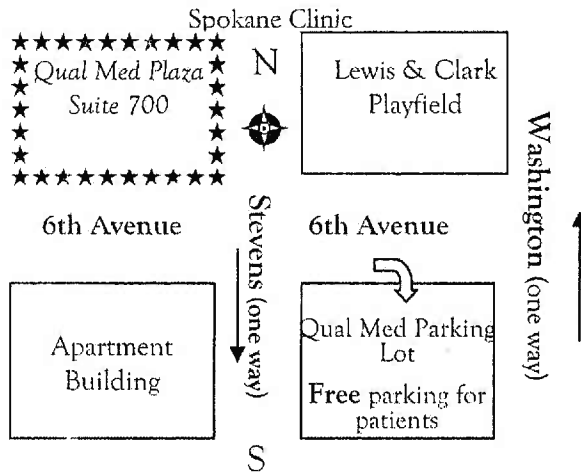 Spokane Clinic
Qual Med Plaza
Suite 700
N
Lewis & Clark
Playfield
Washington (one way)
6th Avenue
Stevens (one way)
6th Avenue
Apartment
Building
Qual Med Parking
Lot
Free parking for
patients
S